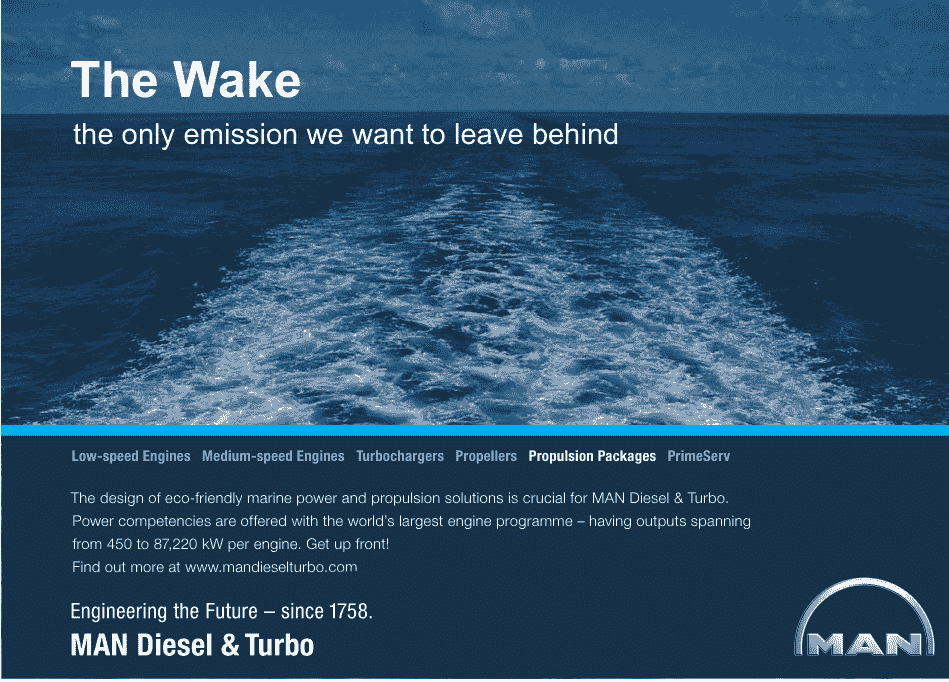 The Wake
the only emission we want to leave behind
Low-speed Engines Medium-speed Engines Turbochargers Propellers Propulsion Packages PrimeServ
The design of eco-friendly marine power and propulsion solutions is crucial for MAN Diesel & Turbo.
Power competencies are offered with the world's largest engine programme – having outputs spanning
from 450 to 87,220 kW per engine. Get up front!
Find out more at www.mandieselturbo.com
Engineering the Future – since 1758.
MAN Diesel & Turbo
MAN